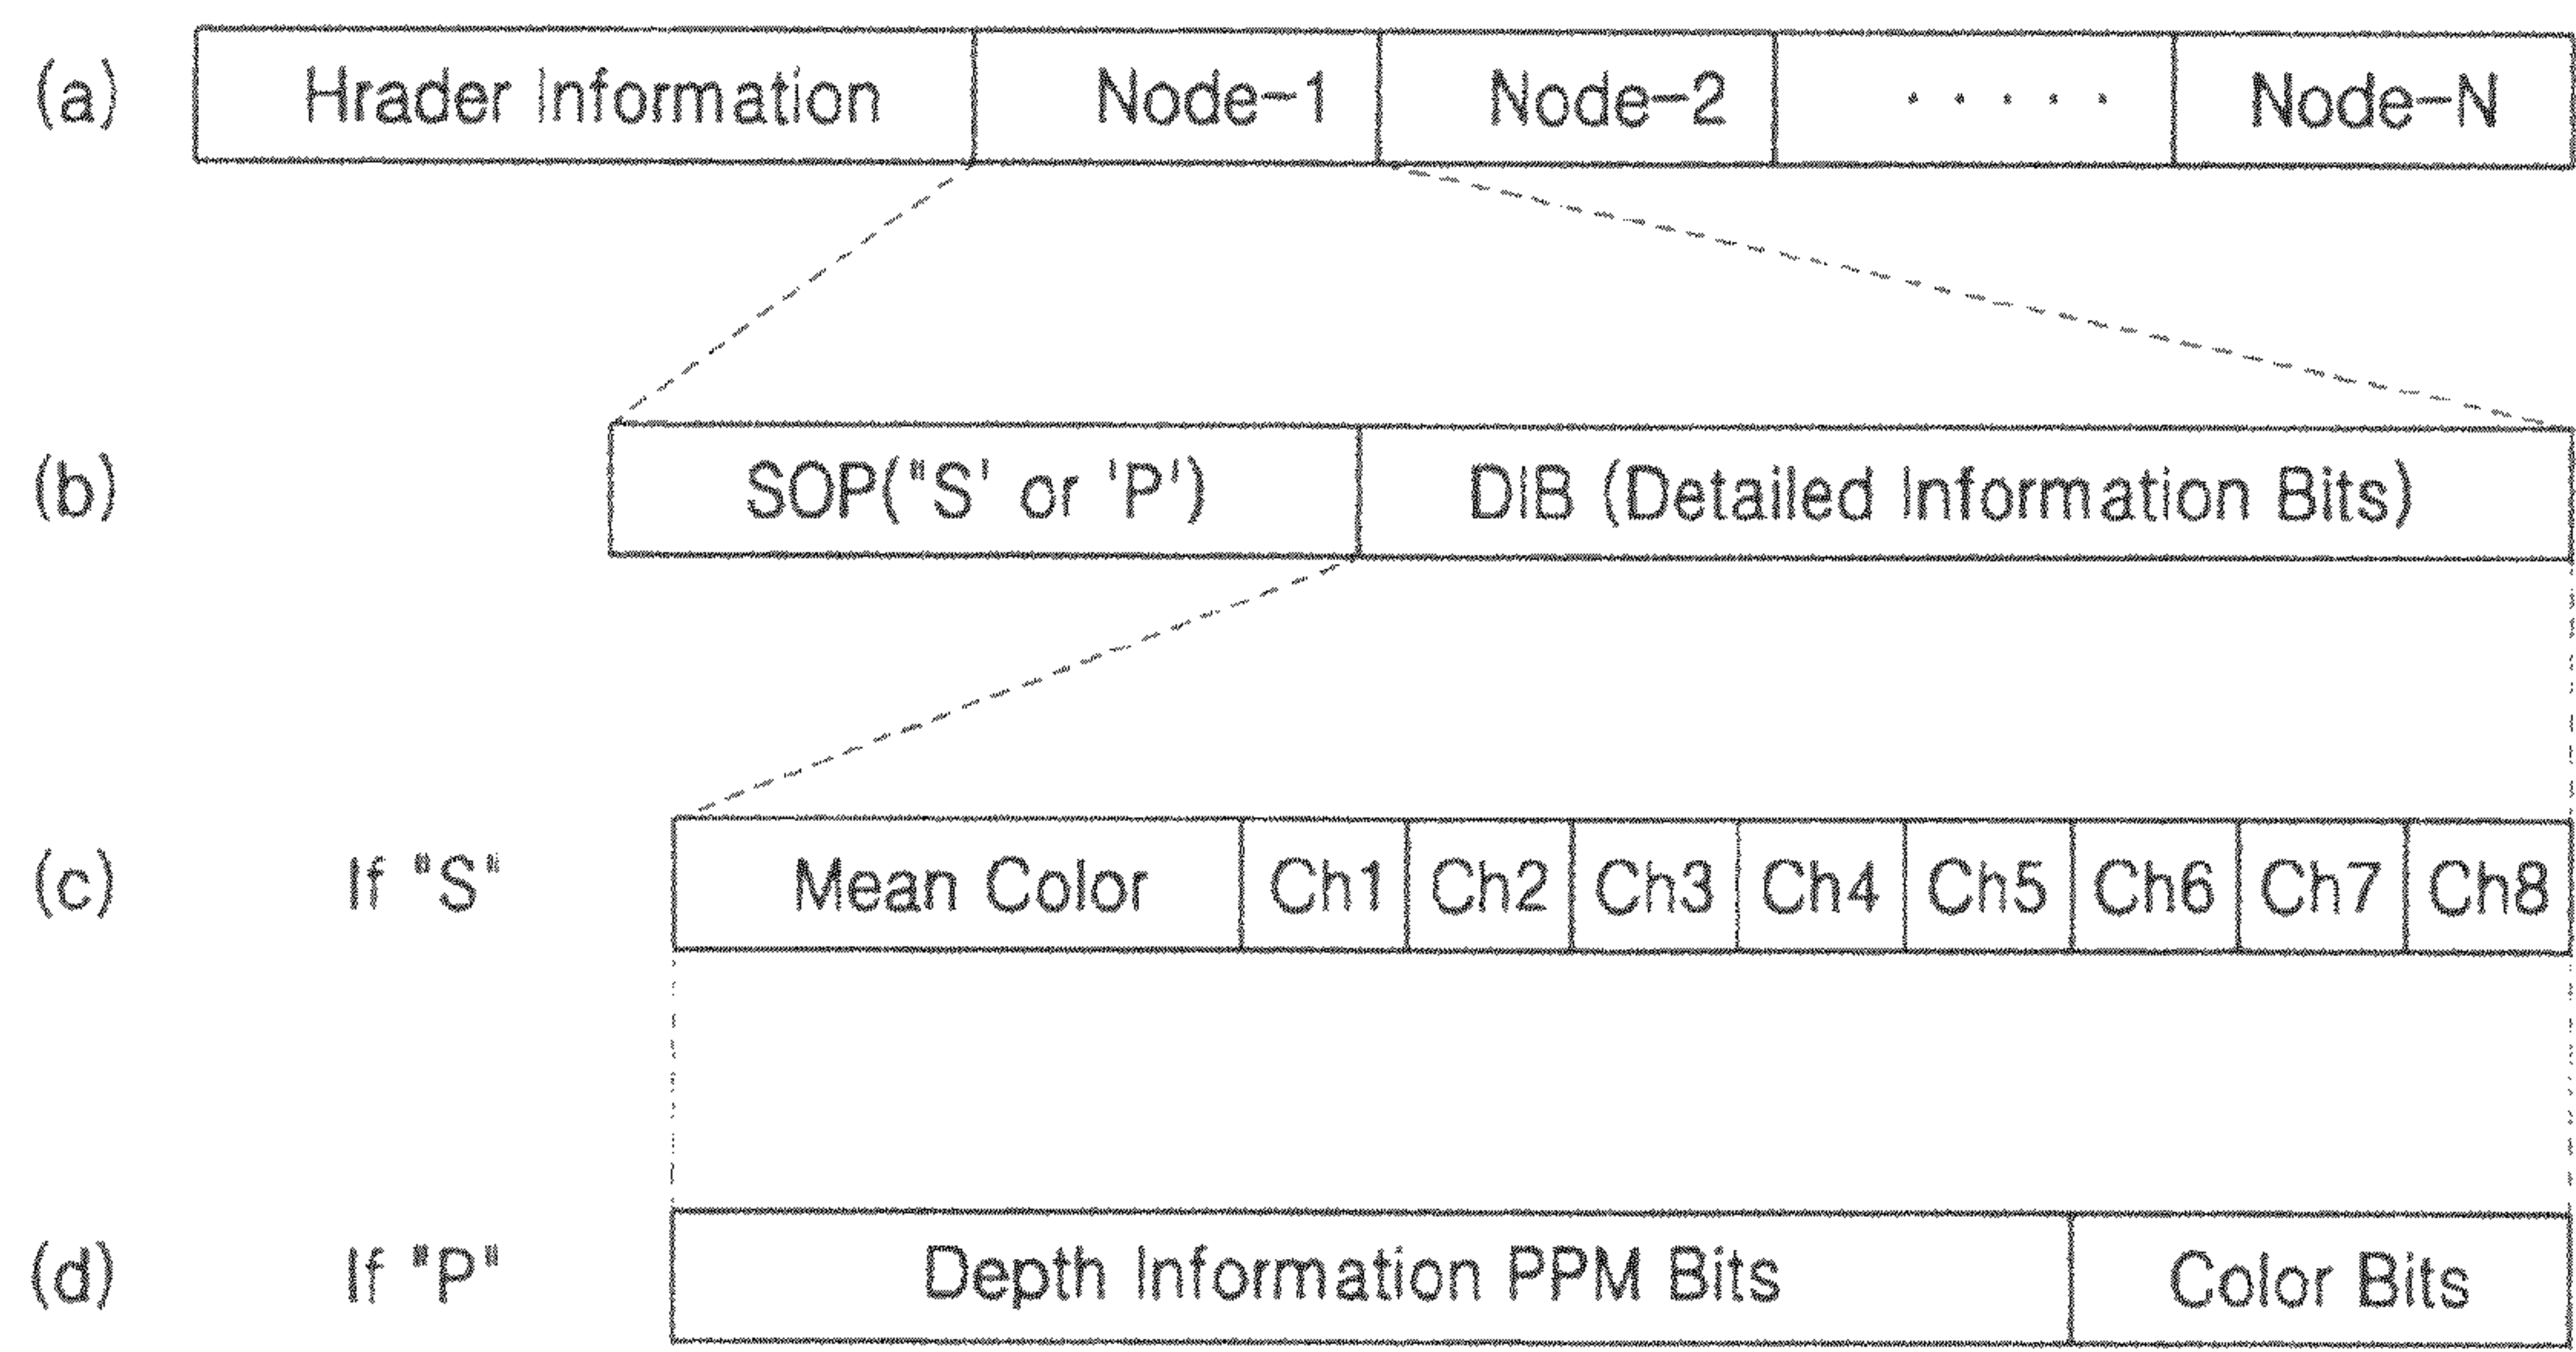 (a) Hrader Information Node-1 Node-2 ····· Node-N
(b) SOP("S' or 'P') DIB (Detailed Information Bits)
(c) If "S" Mean Color Ch1 Ch2 Ch3 Ch4 Ch5 Ch6 Ch7 Ch8
(d) If "P" Depth Information PPM Bits Color Bits